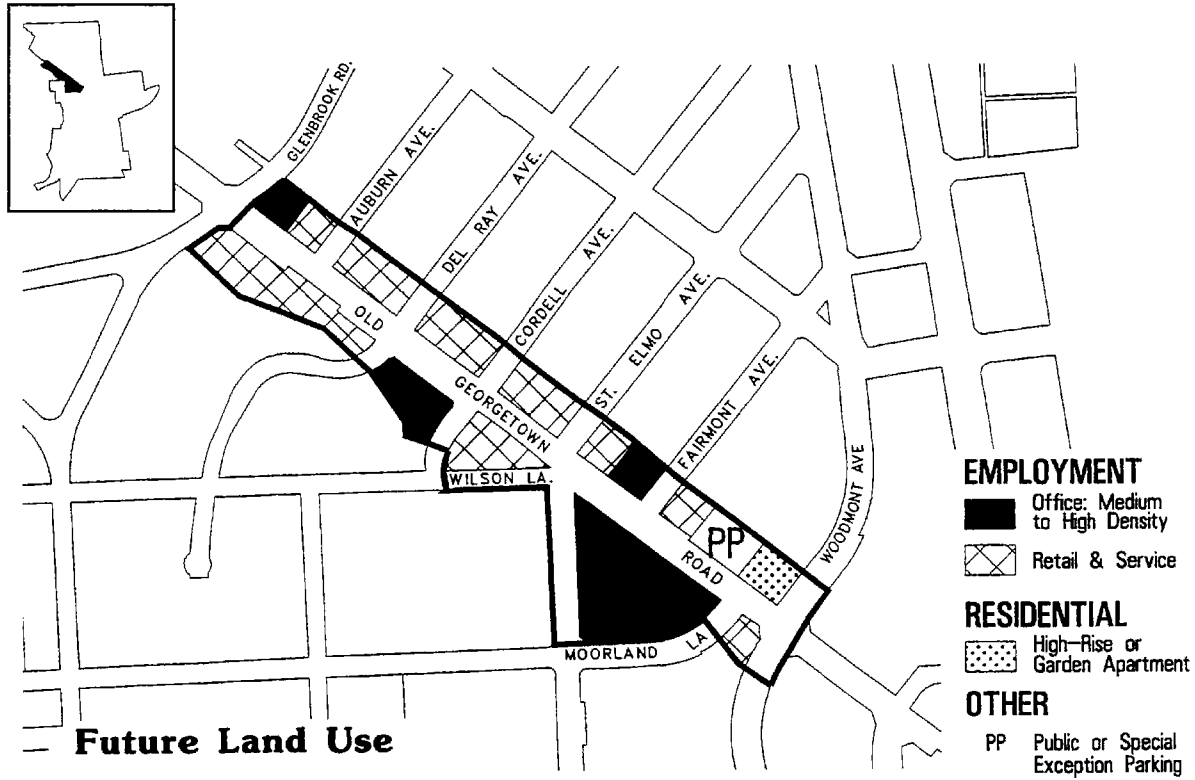 GLENBROOK RD.
AUBURN AVE.
DEL RAY AVE.
CORDELL AVE.
ST. ELMO AVE.
FAIRMONT AVE.
WOODMONT AVE
OLD GEORGETOWN ROAD
WILSON LA.
MOORLAND LA
PP
EMPLOYMENT
Office: Medium
to High Density
Retail & Service
RESIDENTIAL
High-Rise or
Garden Apartment
OTHER
PP Public or Special
Exception Parking
Future Land Use